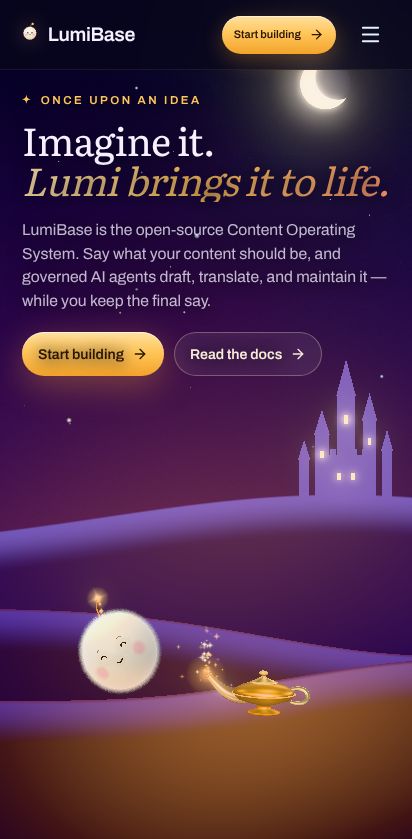 LumiBase
Start building
ONCE UPON AN IDEA
Imagine it.
Lumi brings it to life.
LumiBase is the open-source Content Operating
System. Say what your content should be, and
governed AI agents draft, translate, and maintain it —
while you keep the final say.
Start building
Read the docs